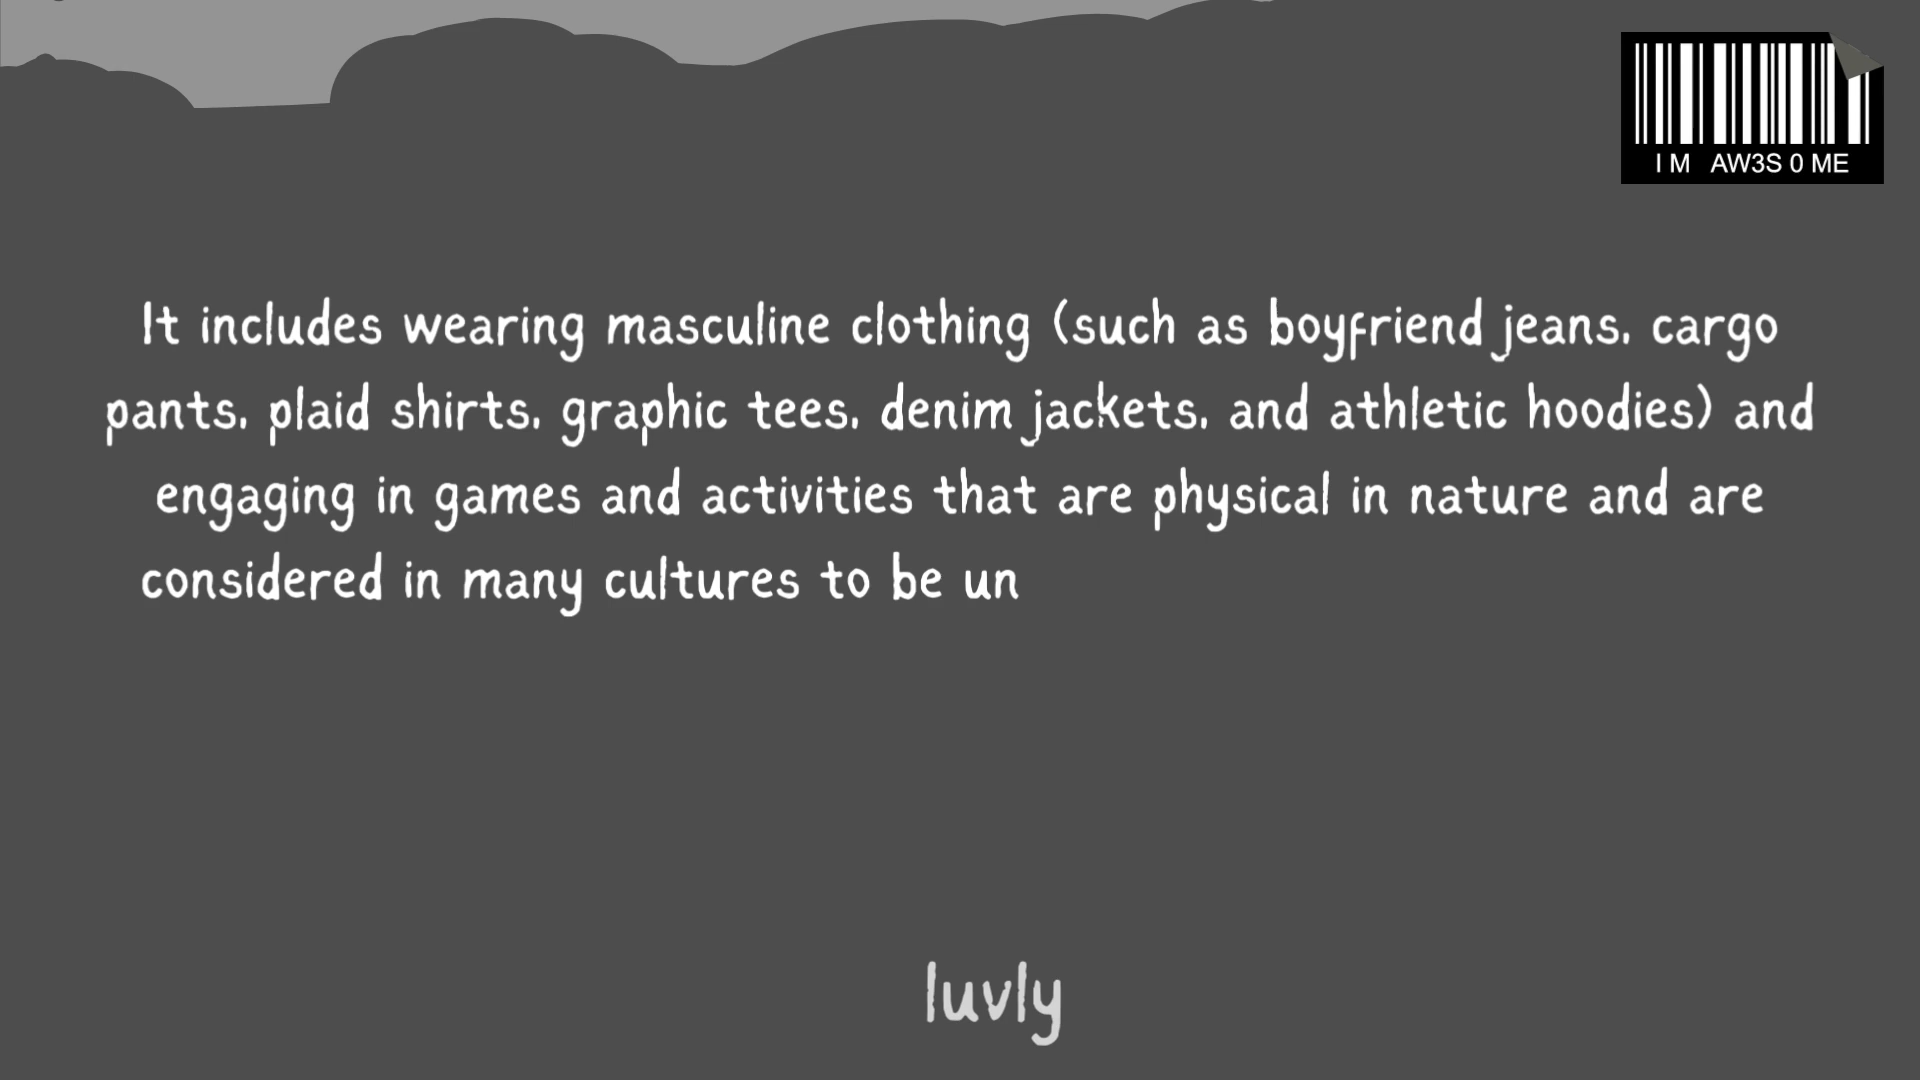 I M AW3S 0 ME
It includes wearing masculine clothing (such as boyfriend jeans, cargo
pants, plaid shirts, graphic tees, denim jackets, and athletic hoodies) and
engaging in games and activities that are physical in nature and are
considered in many cultures to be un
luvly